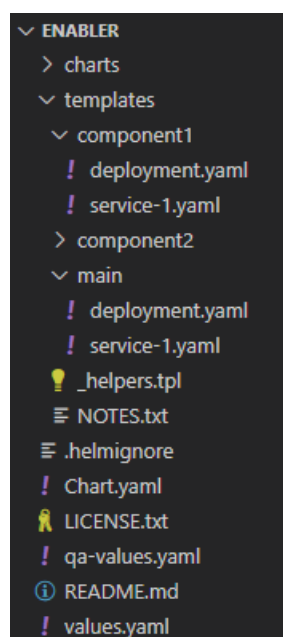 ENABLER
charts
templates
component1
! deployment.yaml
! service-1.yaml
component2
main
! deployment.yaml
! service-1.yaml
_helpers.tpl
NOTES.txt
.helmignore
! Chart.yaml
LICENSE.txt
! qa-values.yaml
README.md
! values.yaml